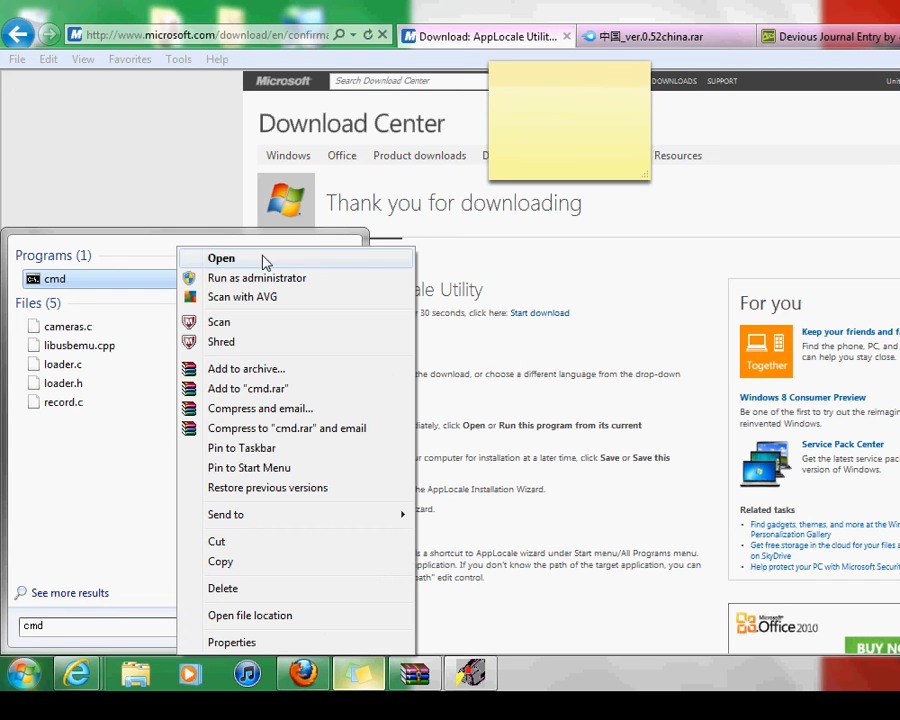 http://www.microsoft.com/download/en/confirma
Download: AppLocale Utilit...
中国_ver.0.52china.rar
Devious Journal Entry by
File Edit View Favorites Tools Help
Microsoft
Search Download Center
DOWNLOADS SUPPORT
Download Center
Windows Office Product downloads D Resources
Thank you for downloading
Programs (1)
cmd
Files (5)
cameras.c
libusbemu.cpp
loader.c
loader.h
record.c
See more results
cmd
Open
Run as administrator
Scan with AVG
Scan
Shred
Add to archive...
Add to "cmd.rar"
Compress and email...
Compress to "cmd.rar" and email
Pin to Taskbar
Pin to Start Menu
Restore previous versions
Send to
Cut
Copy
Delete
Open file location
Properties
ale Utility
30 seconds, click here: Start download
the download, or choose a different language from the drop-down
iately, click Open or Run this program from its current
ur computer for installation at a later time, click Save or Save this
he AppLocale Installation Wizard.
zard.
s a shortcut to AppLocale wizard under Start menu/All Programs menu.
pplication. If you don't know the path of the target application, you can
path" edit control.
For you
Together
Keep your friends and fa
Find the phone, PC, and
can help you stay close.
Windows 8 Consumer Preview
Be one of the first to try out the reimagin
reinvented Windows.
Service Pack Center
Get the latest service pac
version of Windows.
Related tasks
Find gadgets, themes, and more at the Win
Personalization Gallery
Get free storage in the cloud for your files a
on SkyDrive
Help protect your PC with Microsoft Securit
Microsoft
Office 2010
BUY N